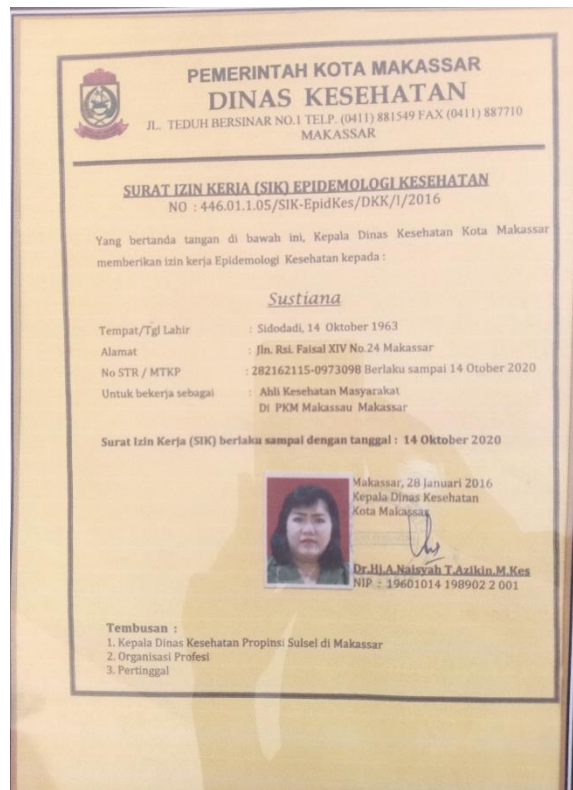 PEMERINTAH KOTA MAKASSAR
DINAS KESEHATAN
JL. TEDUH BERSINAR NO.1 TELP. (0411) 881549 FAX (0411) 887710
MAKASSAR
SURAT IZIN KERJA (SIK) EPIDEMOLOGI KESEHATAN
NO : 446.01.1.05/SIK-EpidKes/DKK/I/2016
Yang bertanda tangan di bawah ini, Kepala Dinas Kesehatan Kota Makassar
memberikan izin kerja Epidemologi Kesehatan kepada :
Sustiana
Tempat/Tgl Lahir : Sidodadi, 14 Oktober 1963
Alamat : Jln. Rsi. Faisal XIV No.24 Makassar
No STR / MTKP : 282162115-0973098 Berlaku sampai 14 Otober 2020
Untuk bekerja sebagai : Ahli Kesehatan Masyarakat
Di PKM Makassau Makassar
Surat Izin Kerja (SIK) berlaku sampai dengan tanggal : 14 Oktober 2020
Makassar, 28 Januari 2016
Kepala Dinas Kesehatan
Kota Makassar
Dr.Hj.A.Naisyah T.Azikin.M.Kes
NIP : 19601014 198902 2 001
Tembusan :
1. Kepala Dinas Kesehatan Propinsi Sulsel di Makassar
2. Organisasi Profesi
3. Pertinggal